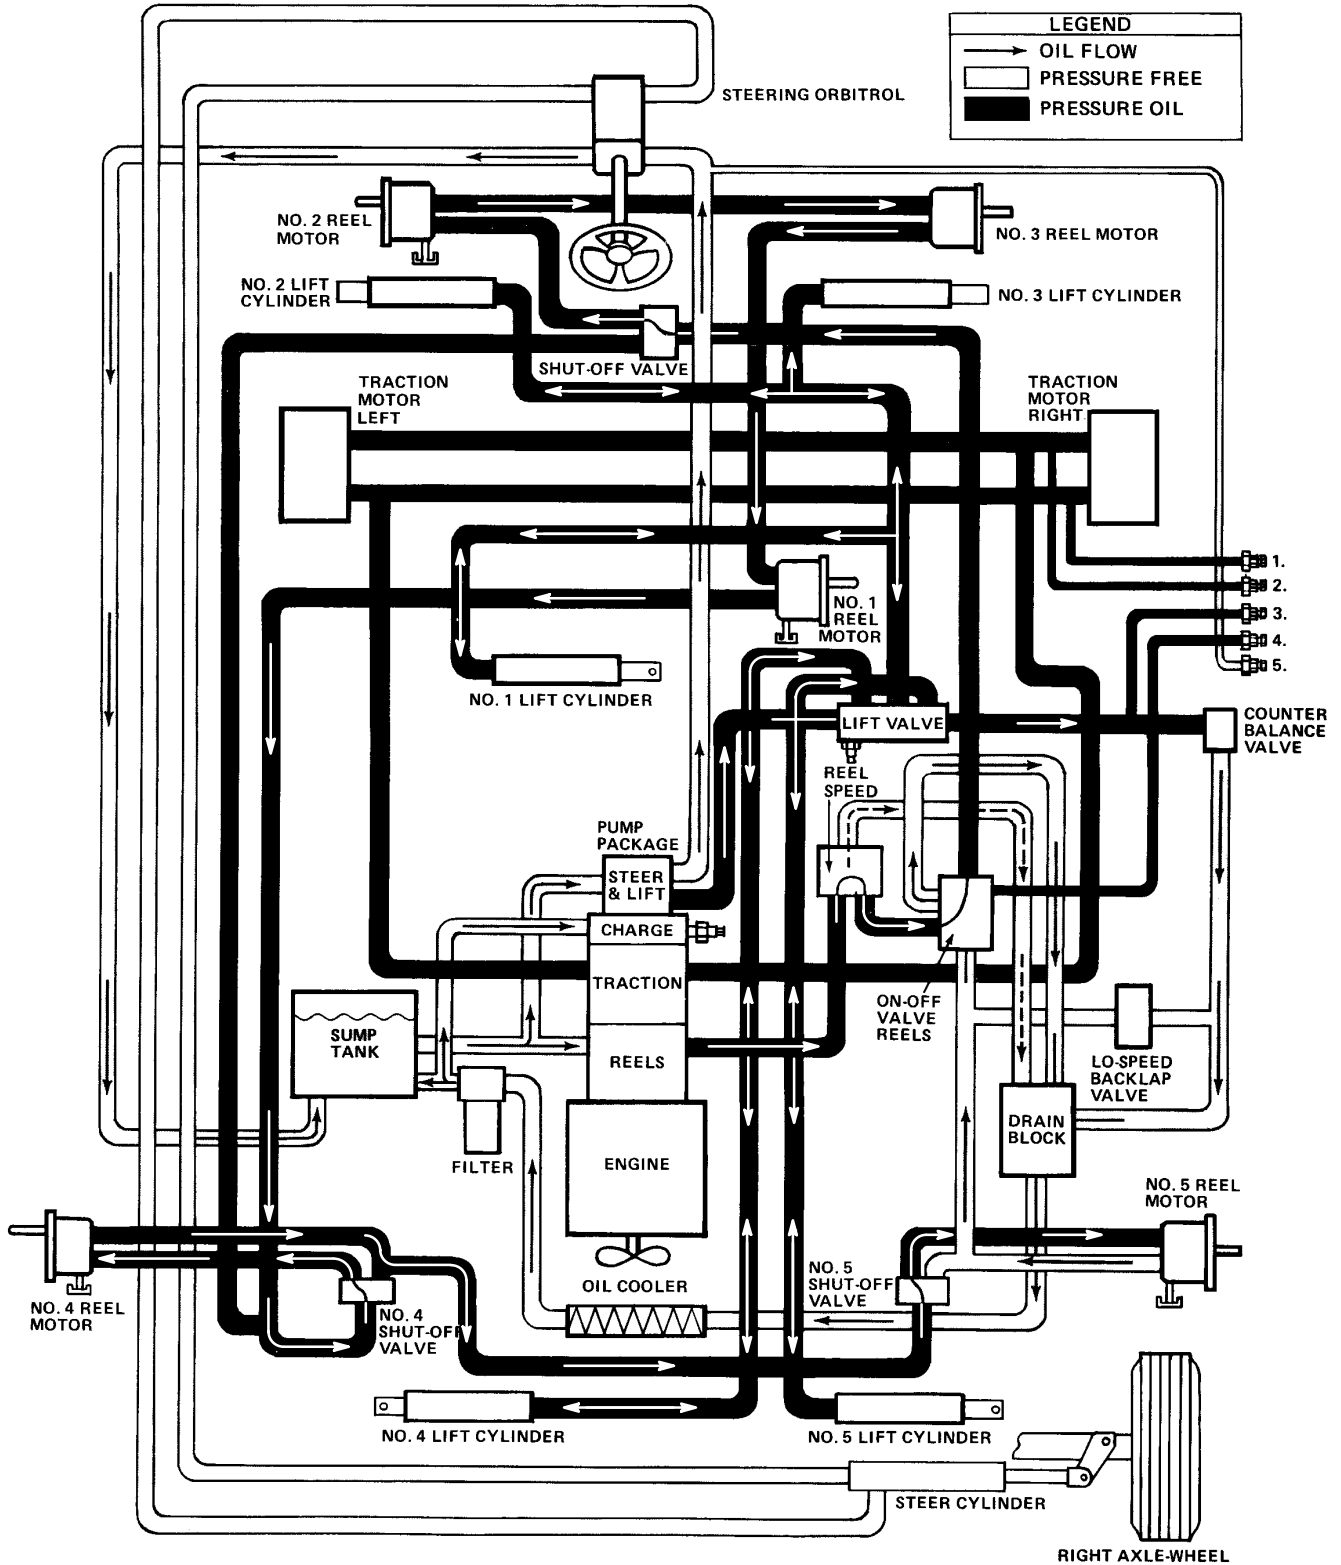 LEGEND
OIL FLOW
PRESSURE FREE
PRESSURE OIL
STEERING ORBITROL
NO. 2 REEL
MOTOR
NO. 3 REEL MOTOR
NO. 2 LIFT
CYLINDER
NO. 3 LIFT CYLINDER
SHUT-OFF VALVE
TRACTION
MOTOR
LEFT
TRACTION
MOTOR
RIGHT
1.
2.
3.
4.
5.
NO. 1
REEL
MOTOR
NO. 1 LIFT CYLINDER
LIFT VALVE
COUNTER
BALANCE
VALVE
REEL
SPEED
PUMP
PACKAGE
STEER
& LIFT
CHARGE
TRACTION
REELS
ON-OFF
VALVE
REELS
SUMP
TANK
LO-SPEED
BACKLAP
VALVE
DRAIN
BLOCK
FILTER
ENGINE
NO. 5 REEL
MOTOR
OIL COOLER
NO. 5
SHUT-OFF
VALVE
NO. 4 REEL
MOTOR
NO. 4
SHUT-OFF
VALVE
NO. 4 LIFT CYLINDER
NO. 5 LIFT CYLINDER
STEER CYLINDER
RIGHT AXLE-WHEEL